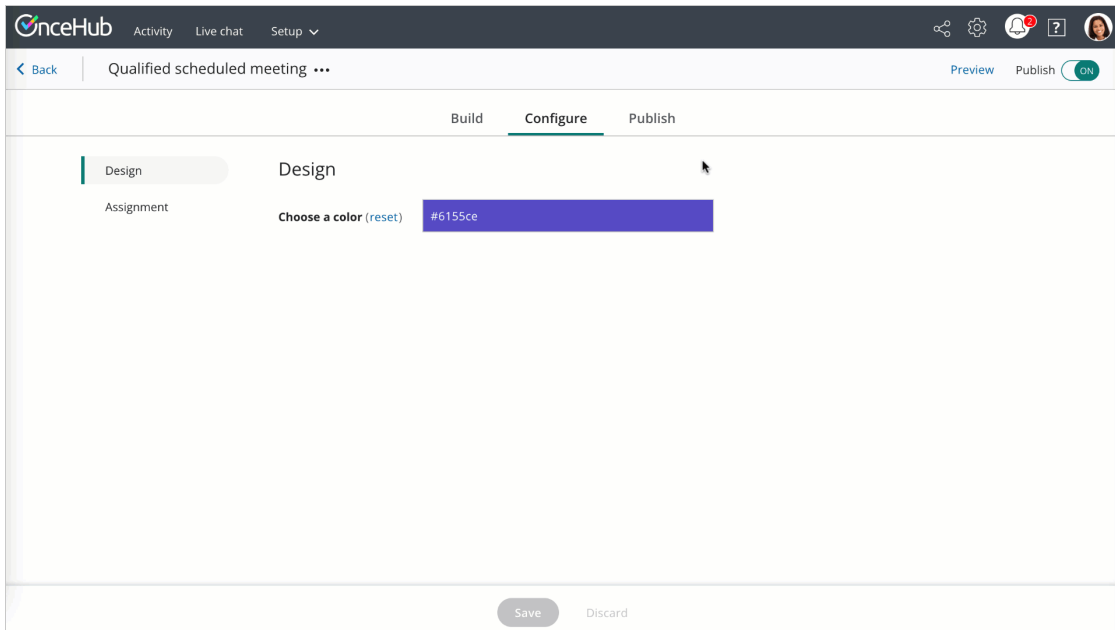 OnceHub Activity Live chat Setup 2 ?
Back Qualified scheduled meeting ••• Preview Publish ON
Build Configure Publish
Design Design
Assignment
Choose a color (reset) #6155ce
Save Discard